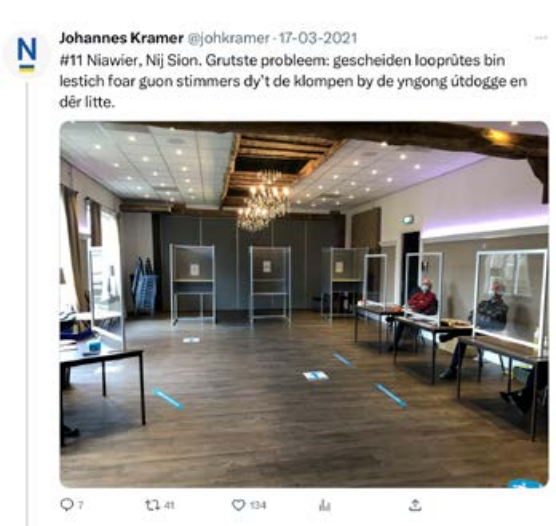 N
Johannes Kramer @johkramer · 17-03-2021
#11 Niawier, Nij Sion. Grutste probleem: gescheiden looprûtes bin
lestich foar guon stimmers dy't de klompen by de yngong útdogge en
dêr litte.
7 41 134